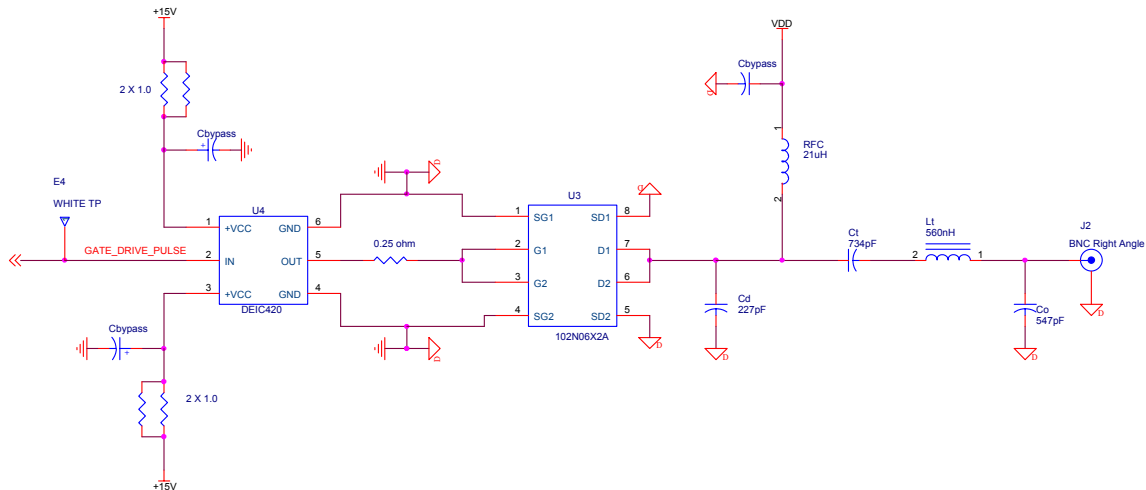 +15V
VDD
2 X 1.0
Cbypass
Cbypass
D
1
RFC
21uH
2
E4
WHITE TP
D
D
U4
U3
1
+VCC
GND
6
1
SG1
SD1
8
GATE_DRIVE_PULSE
2
IN
OUT
5
0.25 ohm
2
G1
D1
7
3
G2
D2
6
3
+VCC
GND
4
4
SG2
SD2
5
DEIC420
102N06X2A
Ct
734pF
Lt
560nH
2
1
J2
BNC Right Angle
Cd
227pF
Co
547pF
D
D
D
D
D
Cbypass
2 X 1.0
+15V
+
+